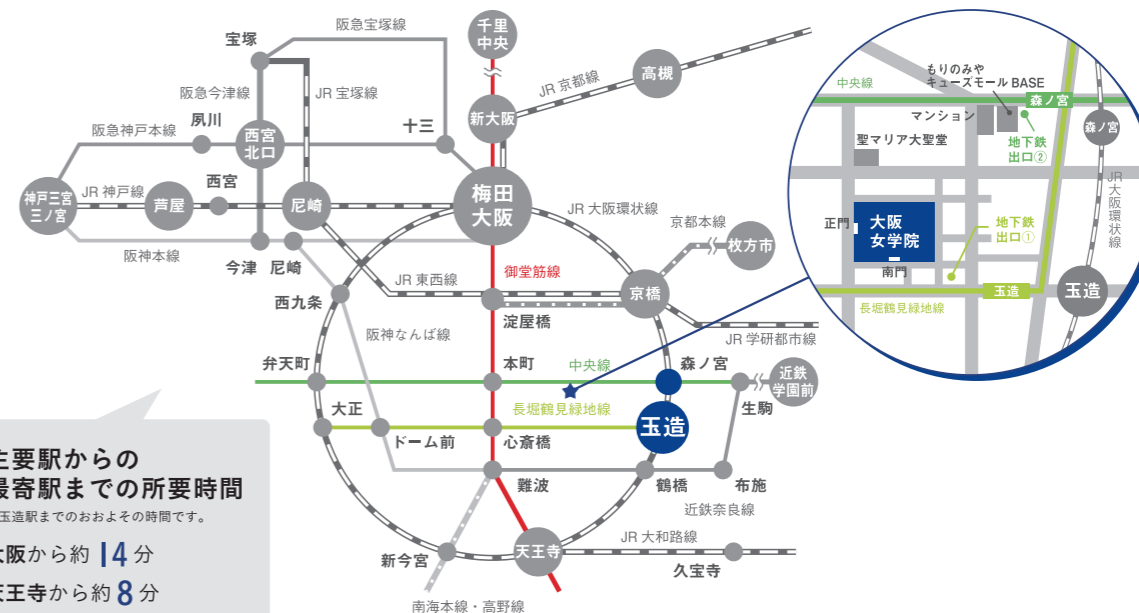 阪急宝塚線
千里
中央
宝塚
JR 京都線
高槻
阪急今津線
JR 宝塚線
新大阪
十三
阪急神戸本線
夙川
西宮
北口
神戸三宮
三ノ宮
JR 神戸線
芦屋
西宮
尼崎
梅田
大阪
JR 大阪環状線
京都本線
枚方市
阪神本線
今津
尼崎
JR 東西線
御堂筋線
京橋
西九条
淀屋橋
阪神なんば線
JR 学研都市線
弁天町
本町
中央線
森ノ宮
近鉄
学園前
生駒
大正
長堀鶴見緑地線
玉造
ドーム前
心斎橋
難波
鶴橋
布施
近鉄奈良線
新今宮
天王寺
JR 大和路線
久宝寺
南海本線・高野線
もりのみや
キューズモール BASE
中央線
森ノ宮
マンション
地下鉄
出口②
森ノ宮
聖マリア大聖堂
JR 大阪環状線
正門
大阪
女学院
地下鉄
出口①
南門
玉造
玉造
長堀鶴見緑地線
主要駅からの
最寄駅までの所要時間
玉造駅までのおおよその時間です。
大阪から約 14 分
天王寺から約 8 分